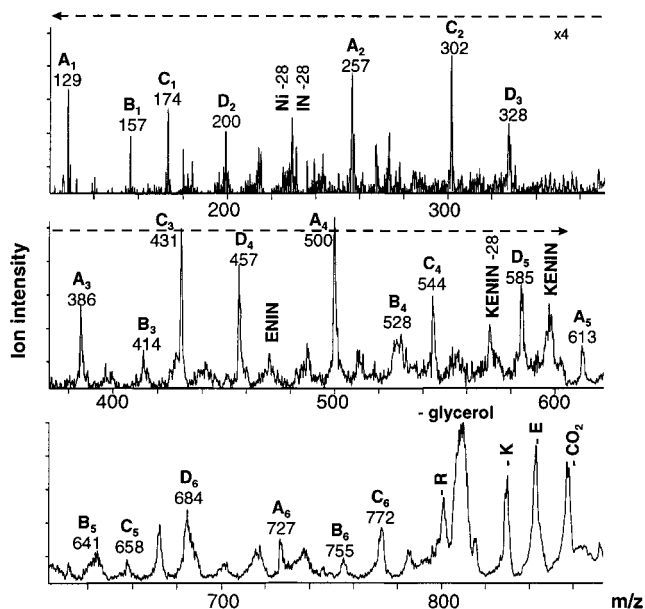 x4
A1 129
B1 157
C1 174
D2 200
Ni -28
IN -28
A2 257
C2 302
D3 328
200 300
A3 386
B3 414
C3 431
D4 457
ENIN
A4 500
B4 528
C4 544
KENIN -28
D5 585
KENIN
A5 613
400 500 600
Ion intensity
- glycerol
B5 641
C5 658
D6 684
A6 727
B6 755
C6 772
- R
- K
- E
- CO2
700 800 m/z